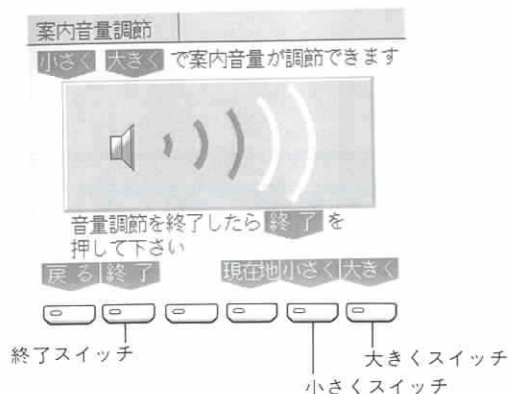 案内音量調節
小さく 大きく で案内音量が調節できます
音量調節を終了したら 終了 を
押して下さい
戻る 終了 現在地 小さく 大きく
終了スイッチ
大きくスイッチ
小さくスイッチ